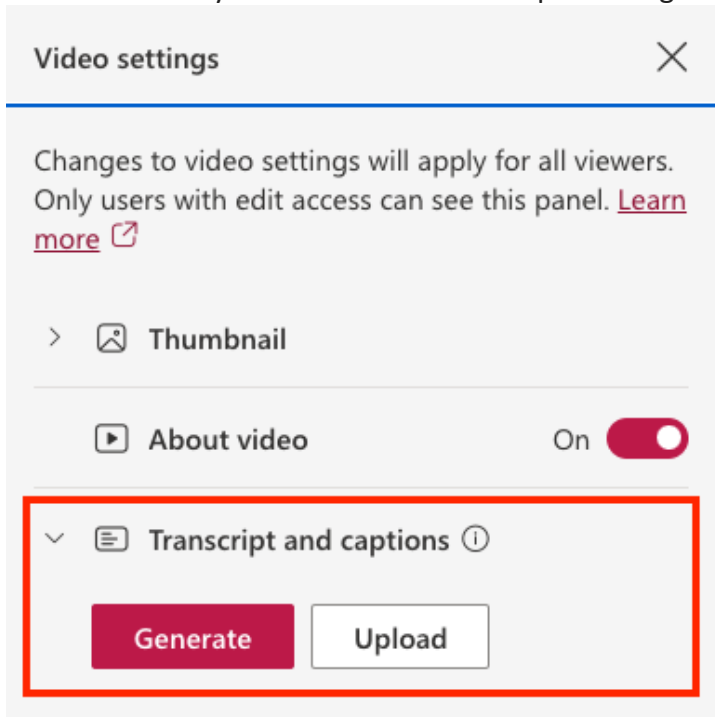 Video settings
Changes to video settings will apply for all viewers.
Only users with edit access can see this panel. Learn
more
Thumbnail
About video On
Transcript and captions
Generate Upload